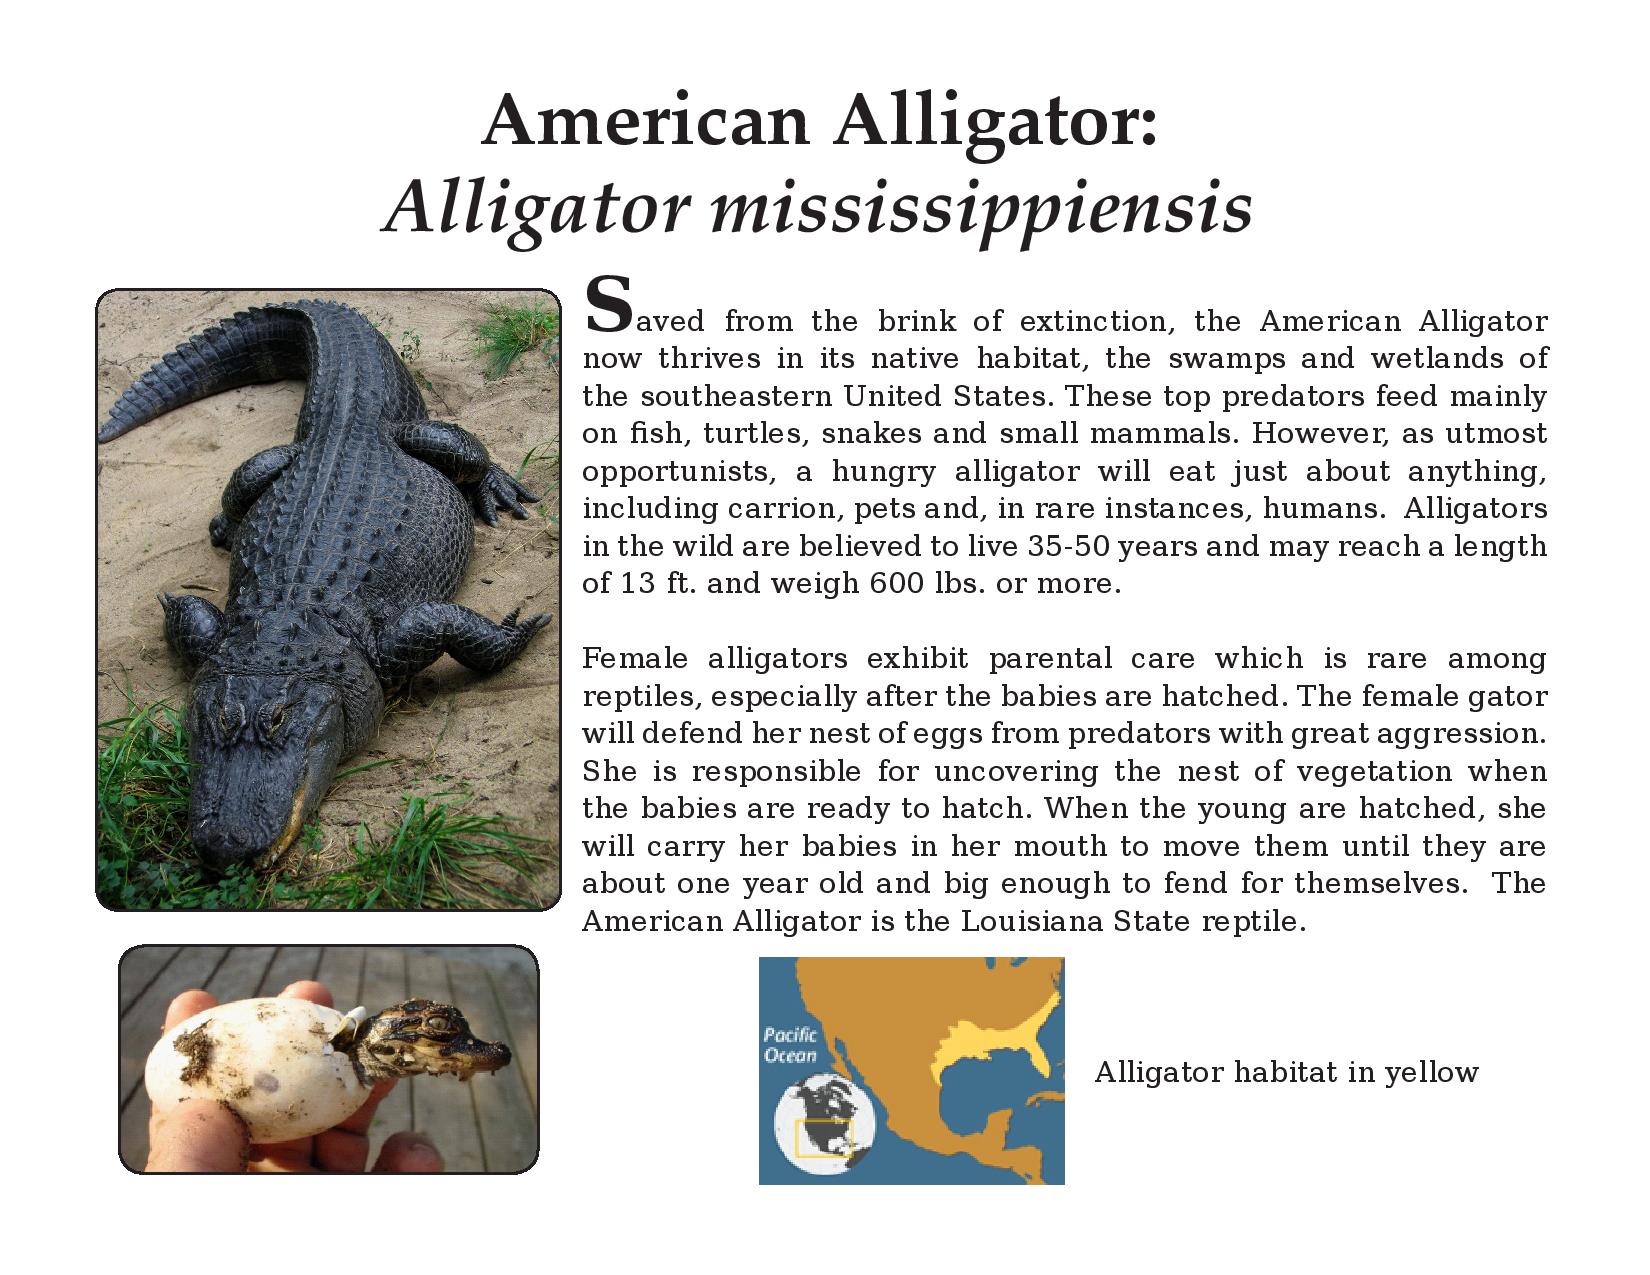 American Alligator:
Alligator mississippiensis
Saved from the brink of extinction, the American Alligator
now thrives in its native habitat, the swamps and wetlands of
the southeastern United States. These top predators feed mainly
on fish, turtles, snakes and small mammals. However, as utmost
opportunists, a hungry alligator will eat just about anything,
including carrion, pets and, in rare instances, humans.  Alligators
in the wild are believed to live 35-50 years and may reach a length
of 13 ft. and weigh 600 lbs. or more.
Female alligators exhibit parental care which is rare among
reptiles, especially after the babies are hatched. The female gator
will defend her nest of eggs from predators with great aggression.
She is responsible for uncovering the nest of vegetation when
the babies are ready to hatch. When the young are hatched, she
will carry her babies in her mouth to move them until they are
about one year old and big enough to fend for themselves.  The
American Alligator is the Louisiana State reptile.
Pacific
Ocean
Alligator habitat in yellow